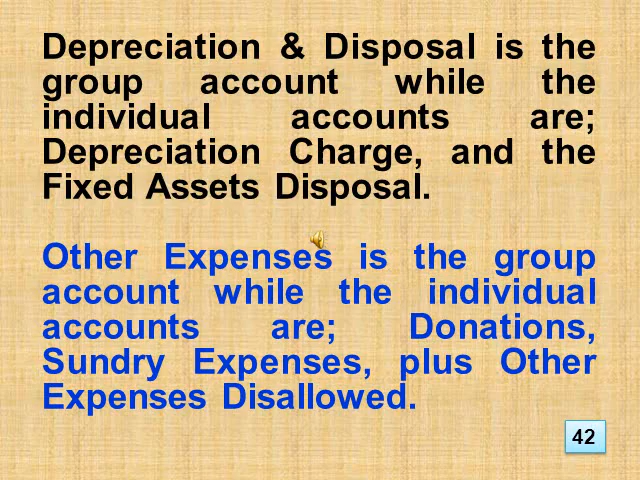 Depreciation & Disposal is the
group account while the
individual accounts are;
Depreciation Charge, and the
Fixed Assets Disposal.
Other Expenses is the group
account while the individual
accounts are; Donations,
Sundry Expenses, plus Other
Expenses Disallowed.
42